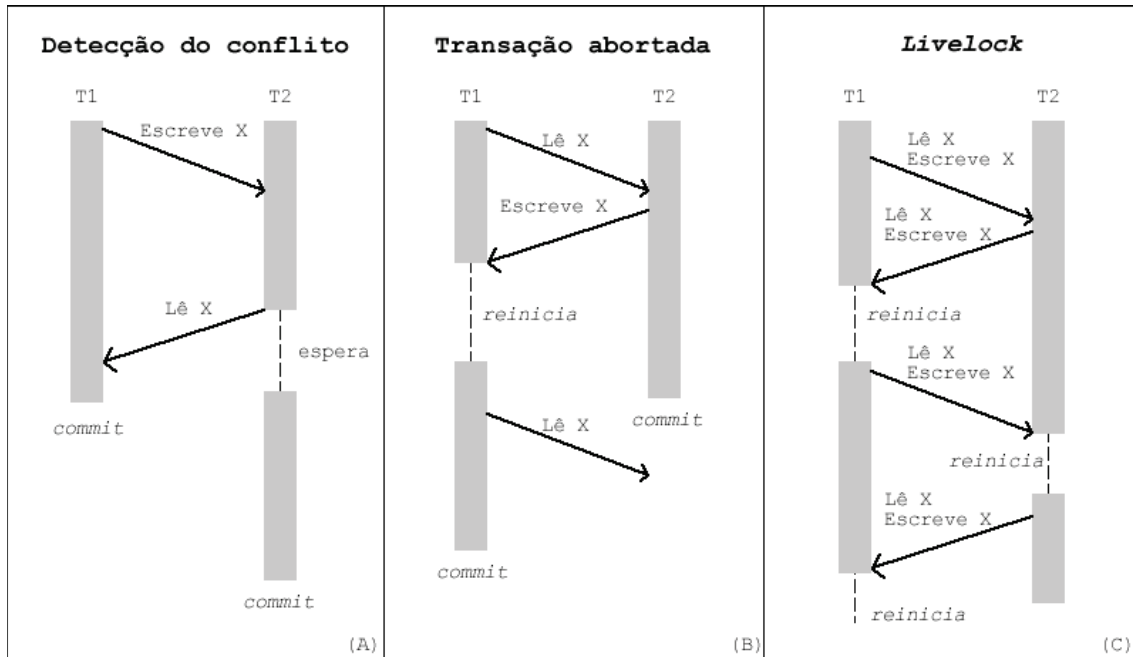 Detecção do conflito
T1
T2
Escreve X
Lê X
espera
commit
commit
(A)
Transação abortada
T1
T2
Lê X
Escreve X
reinicia
Lê X
commit
commit
(B)
Livelock
T1
T2
Lê X
Escreve X
Lê X
Escreve X
reinicia
Lê X
Escreve X
reinicia
Lê X
Escreve X
reinicia
(C)